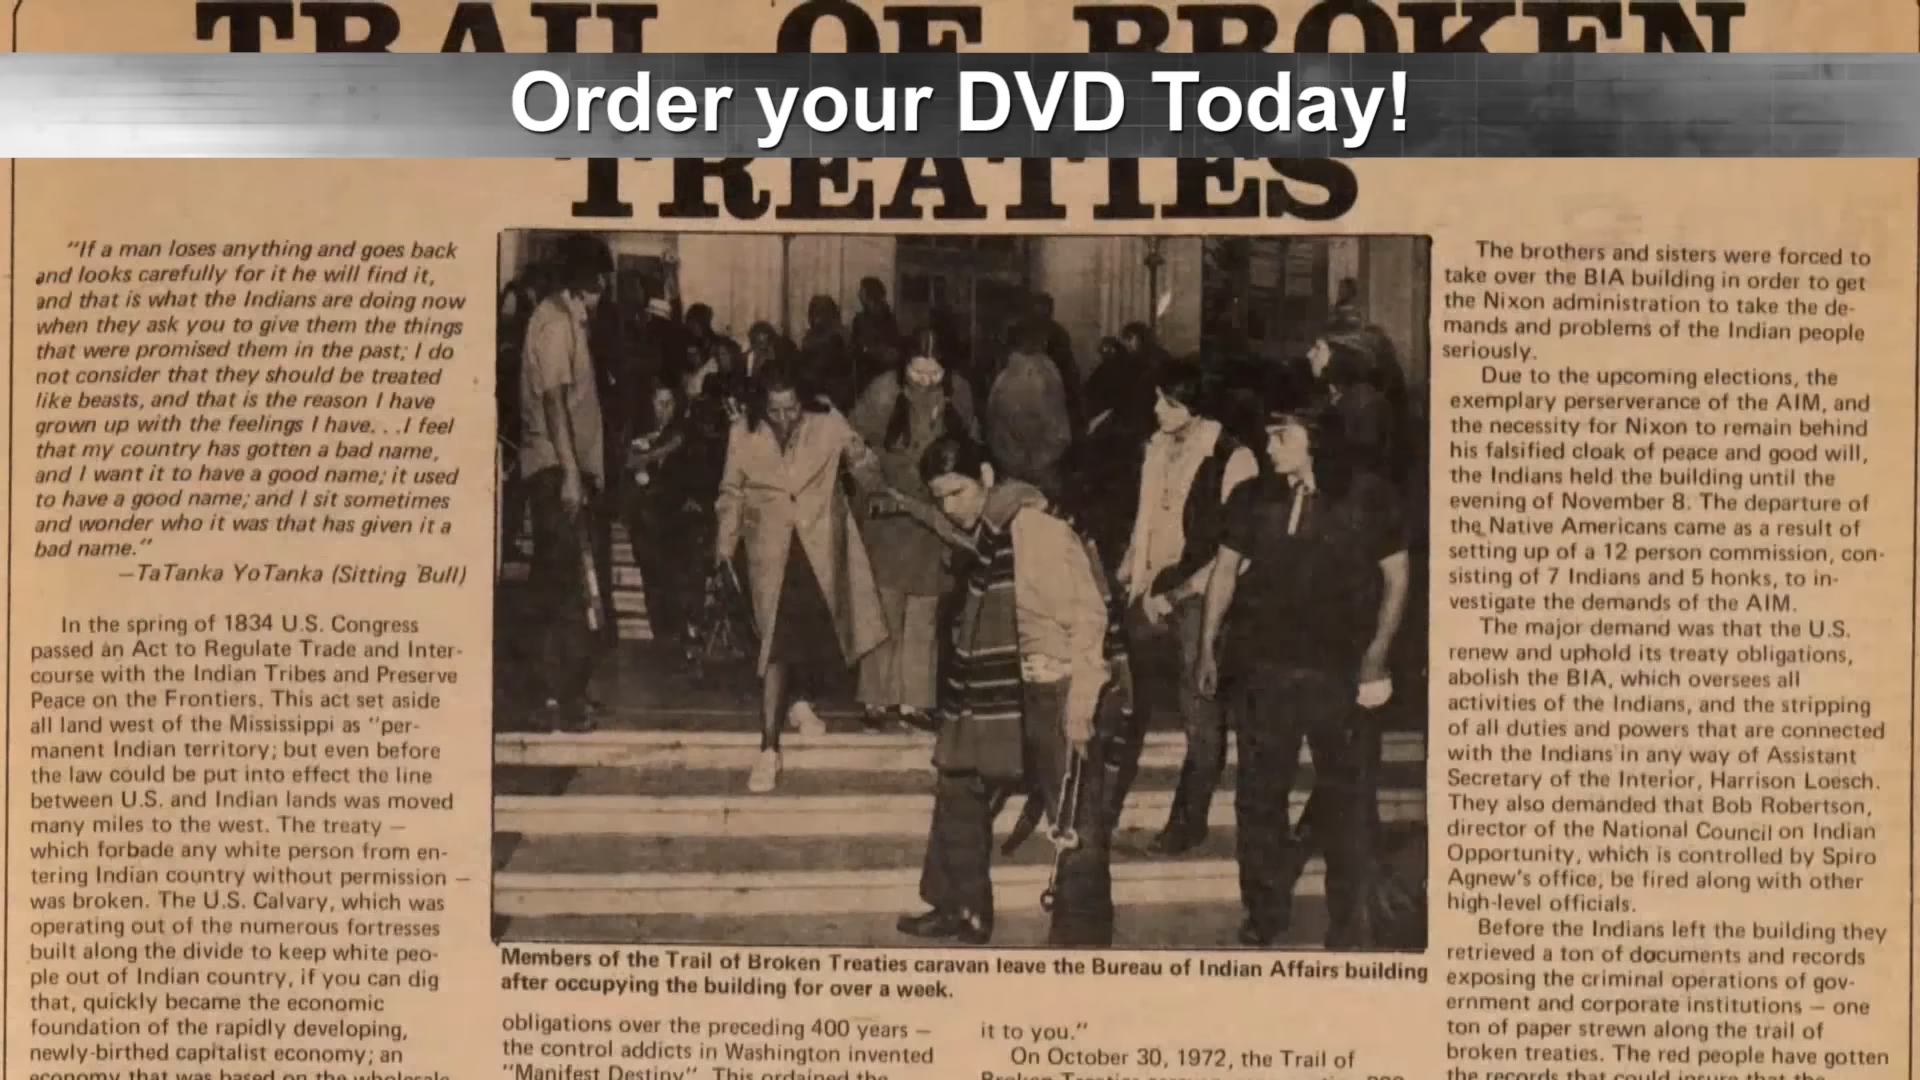 TRAIL OF BROKEN
Order your DVD Today!
TREATIES
"If a man loses anything and goes back
and looks carefully for it he will find it,
and that is what the Indians are doing now
when they ask you to give them the things
that were promised them in the past; I do
not consider that they should be treated
like beasts, and that is the reason I have
grown up with the feelings I have. . .I feel
that my country has gotten a bad name,
and I want it to have a good name; it used
to have a good name; and I sit sometimes
and wonder who it was that has given it a
bad name."
—TaTanka YoTanka (Sitting Bull)
In the spring of 1834 U.S. Congress
passed an Act to Regulate Trade and Inter-
course with the Indian Tribes and Preserve
Peace on the Frontiers. This act set aside
all land west of the Mississippi as "per-
manent Indian territory; but even before
the law could be put into effect the line
between U.S. and Indian lands was moved
many miles to the west. The treaty —
which forbade any white person from en-
tering Indian country without permission —
was broken. The U.S. Calvary, which was
operating out of the numerous fortresses
built along the divide to keep white peo-
ple out of Indian country, if you can dig
that, quickly became the economic
foundation of the rapidly developing,
newly-birthed capitalist economy; an
economy that was based on the wholesale
Members of the Trail of Broken Treaties caravan leave the Bureau of Indian Affairs building
after occupying the building for over a week.
obligations over the preceding 400 years —
the control addicts in Washington invented
"Manifest Destiny". This ordained the
it to you."
On October 30, 1972, the Trail of
Broken Treaties caravan
The brothers and sisters were forced to
take over the BIA building in order to get
the Nixon administration to take the de-
mands and problems of the Indian people
seriously.
Due to the upcoming elections, the
exemplary perserverance of the AIM, and
the necessity for Nixon to remain behind
his falsified cloak of peace and good will,
the Indians held the building until the
evening of November 8. The departure of
the Native Americans came as a result of
setting up of a 12 person commission, con-
sisting of 7 Indians and 5 honks, to in-
vestigate the demands of the AIM.
The major demand was that the U.S.
renew and uphold its treaty obligations,
abolish the BIA, which oversees all
activities of the Indians, and the stripping
of all duties and powers that are connected
with the Indians in any way of Assistant
Secretary of the Interior, Harrison Loesch.
They also demanded that Bob Robertson,
director of the National Council on Indian
Opportunity, which is controlled by Spiro
Agnew's office, be fired along with other
high-level officials.
Before the Indians left the building they
retrieved a ton of documents and records
exposing the criminal operations of gov-
ernment and corporate institutions — one
ton of paper strewn along the trail of
broken treaties. The red people have gotten
the records that could insure that the